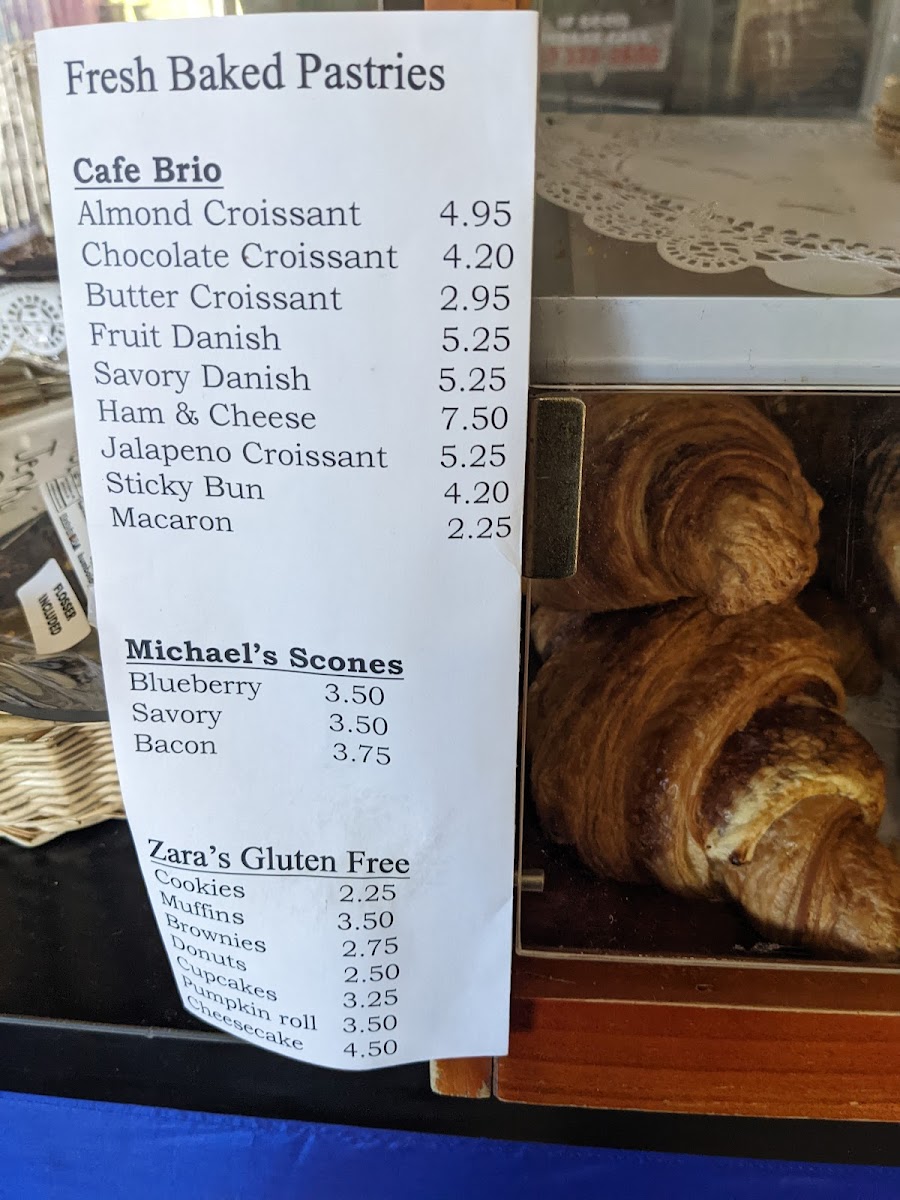 Fresh Baked Pastries
Cafe Brio
Almond Croissant 4.95
Chocolate Croissant 4.20
Butter Croissant 2.95
Fruit Danish 5.25
Savory Danish 5.25
Ham & Cheese 7.50
Jalapeno Croissant 5.25
Sticky Bun 4.20
Macaron 2.25
Michael's Scones
Blueberry 3.50
Savory 3.50
Bacon 3.75
Zara's Gluten Free
Cookies 2.25
Muffins 3.50
Brownies 2.75
Donuts 2.50
Cupcakes 3.25
Pumpkin roll 3.50
Cheesecake 4.50
FLOSSER
INCLUDED